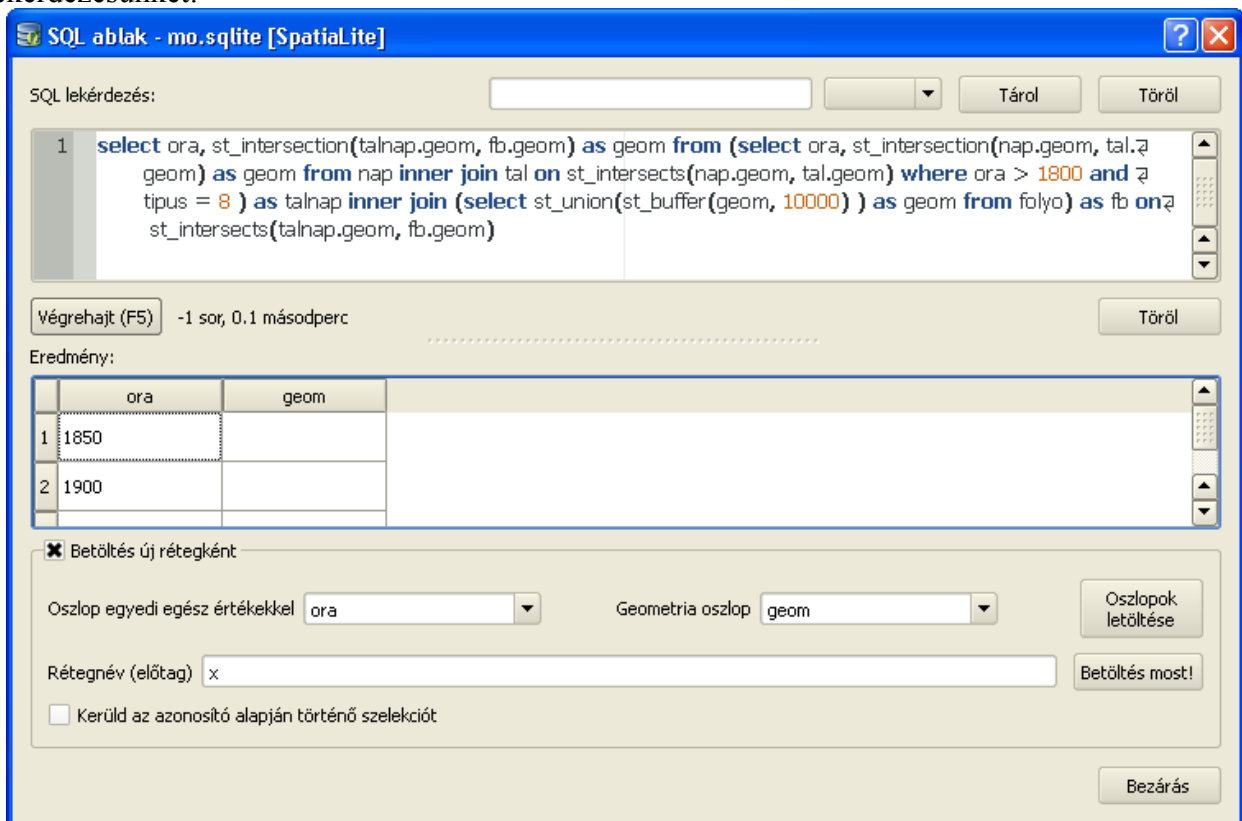 SQL ablak - mo.sqlite [SpatiaLite]
SQL lekérdezés:
Tárol
Töröl
1 select ora, st_intersection(talnap.geom, fb.geom) as geom from (select ora, st_intersection(nap.geom, tal.
geom) as geom from nap inner join tal on st_intersects(nap.geom, tal.geom) where ora > 1800 and
tipus = 8 ) as talnap inner join (select st_union(st_buffer(geom, 10000) ) as geom from folyo) as fb on
st_intersects(talnap.geom, fb.geom)
Végrehajt (F5) -1 sor, 0.1 másodperc
Töröl
Eredmény:
ora geom
1 1850
2 1900
Betöltés új rétegként
Oszlop egyedi egész értékekkel ora
Geometria oszlop geom
Oszlopok
letöltése
Rétegnév (előtag) x
Betöltés most!
Kerüld az azonosító alapján történő szelekciót
Bezárás